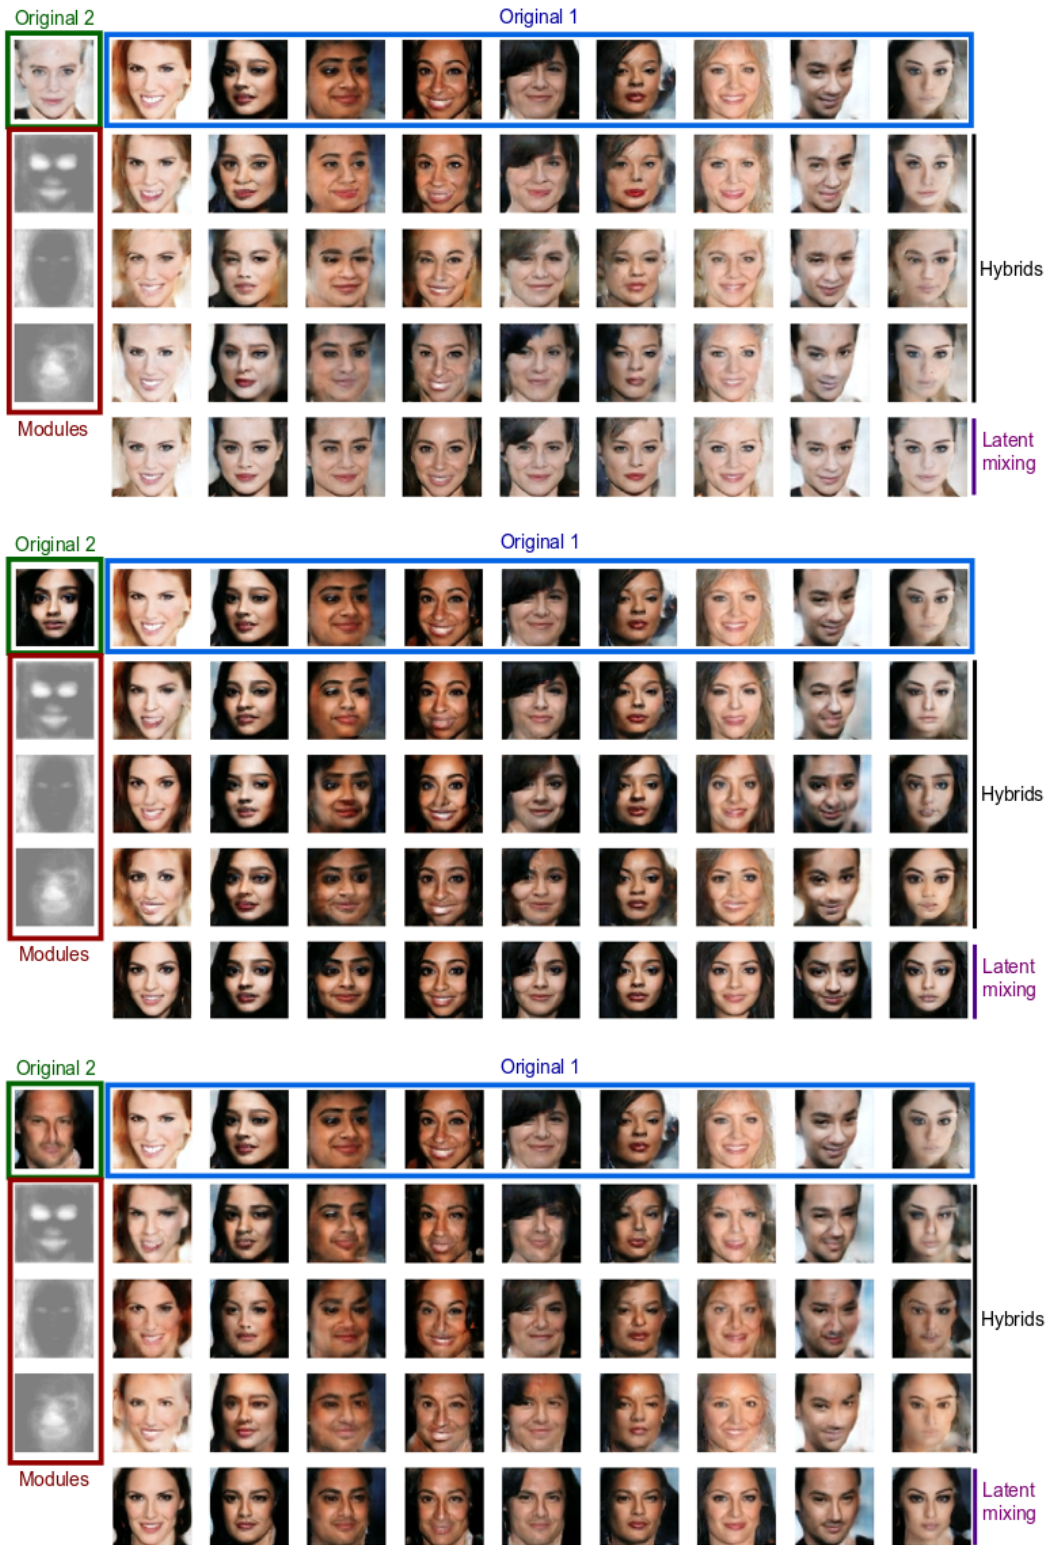 Original 2
Original 1
Hybrids
Modules
Latent
mixing
Original 2
Original 1
Hybrids
Modules
Latent
mixing
Original 2
Original 1
Hybrids
Modules
Latent
mixing